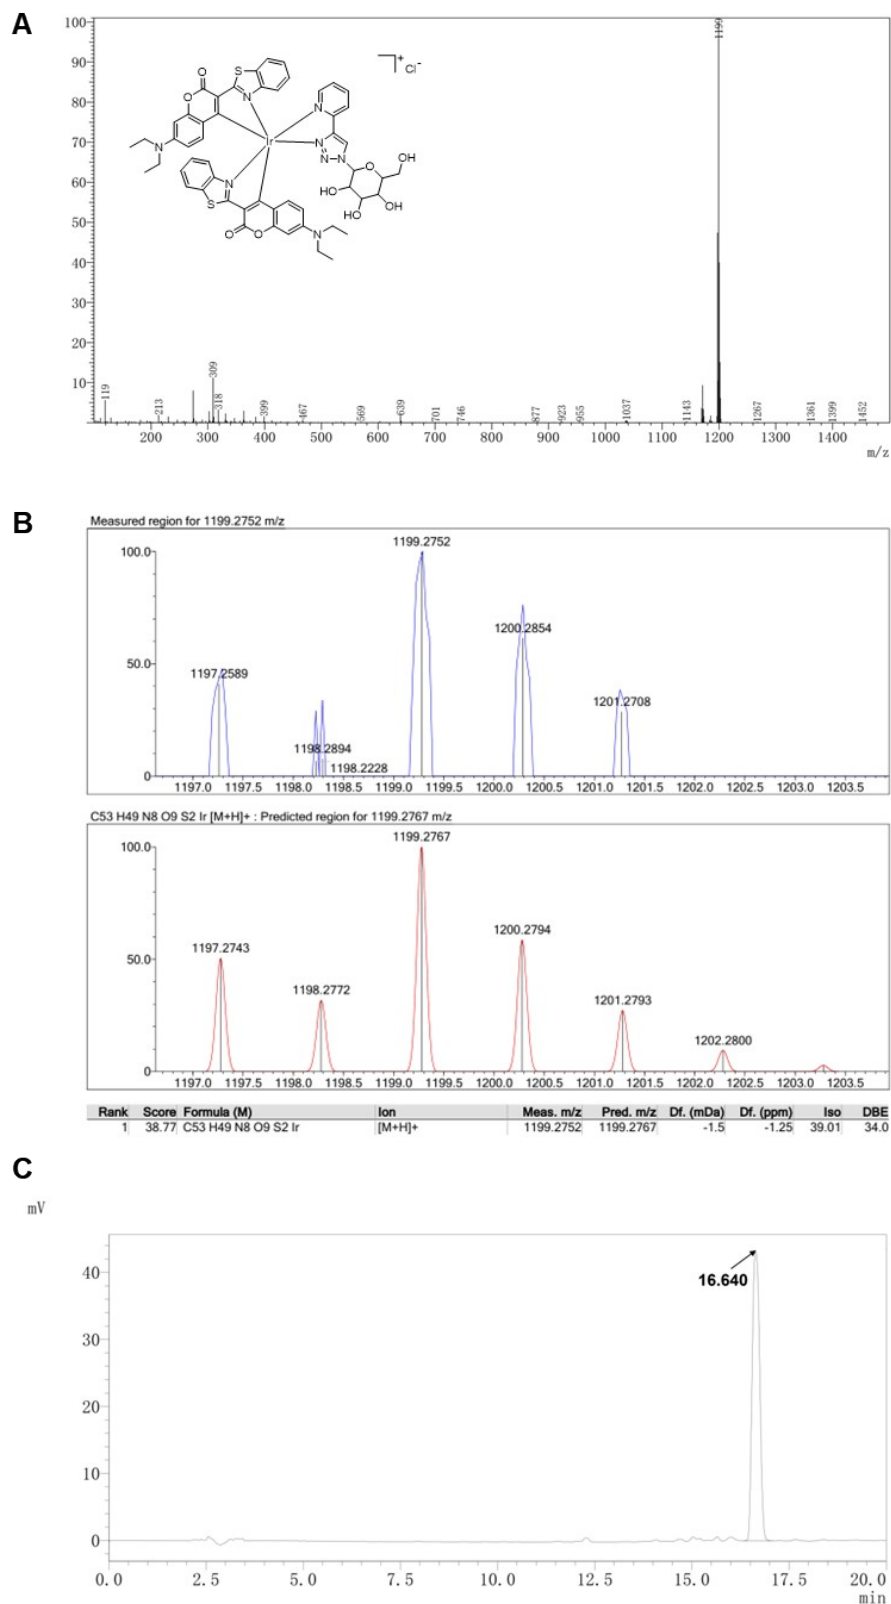 A
100
90
80
70
60
50
40
30
20
10
1199
119
213
309
318
399
467
569
639
701
746
877
923
955
1037
1143
1267
1361
1399
1452
200 300 400 500 600 700 800 900 1000 1100 1200 1300 1400
m/z
] + Cl-
O
S
O
N
N
N
Ir
N
N
N
O
OH
HO
HO
OH
N
S
O
O
N
B
Measured region for 1199.2752 m/z
100.0
50.0
0
1197.2589
1198.2894
1198.2228
1199.2752
1200.2854
1201.2708
1197.0 1197.5 1198.0 1198.5 1199.0 1199.5 1200.0 1200.5 1201.0 1201.5 1202.0 1202.5 1203.0 1203.5
C53 H49 N8 O9 S2 Ir [M+H]+ : Predicted region for 1199.2767 m/z
100.0
50.0
0
1197.2743
1198.2772
1199.2767
1200.2794
1201.2793
1202.2800
1197.0 1197.5 1198.0 1198.5 1199.0 1199.5 1200.0 1200.5 1201.0 1201.5 1202.0 1202.5 1203.0 1203.5
Rank Score Formula (M) Ion Meas. m/z Pred. m/z Df. (mDa) Df. (ppm) Iso DBE
1 38.77 C53 H49 N8 O9 S2 Ir [M+H]+ 1199.2752 1199.2767 -1.5 -1.25 39.01 34.0
C
mV
40
30
20
10
0
16.640
0.0 2.5 5.0 7.5 10.0 12.5 15.0 17.5 20.0
min